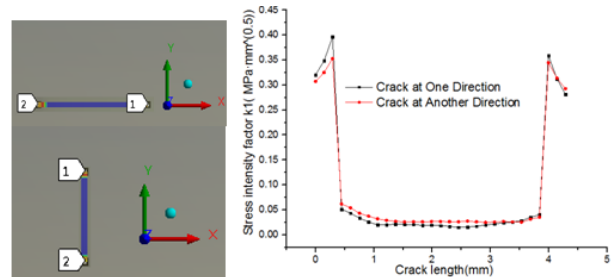 Y
2
1
Z
X
1
Y
2
Z
X
Stress intensity factor k1( MPa·mm^(0.5))
0.45
0.40
0.35
0.30
0.25
0.20
0.15
0.10
0.05
0.00
Crack at One Direction
Crack at Another Direction
0 1 2 3 4 5
Crack length(mm)